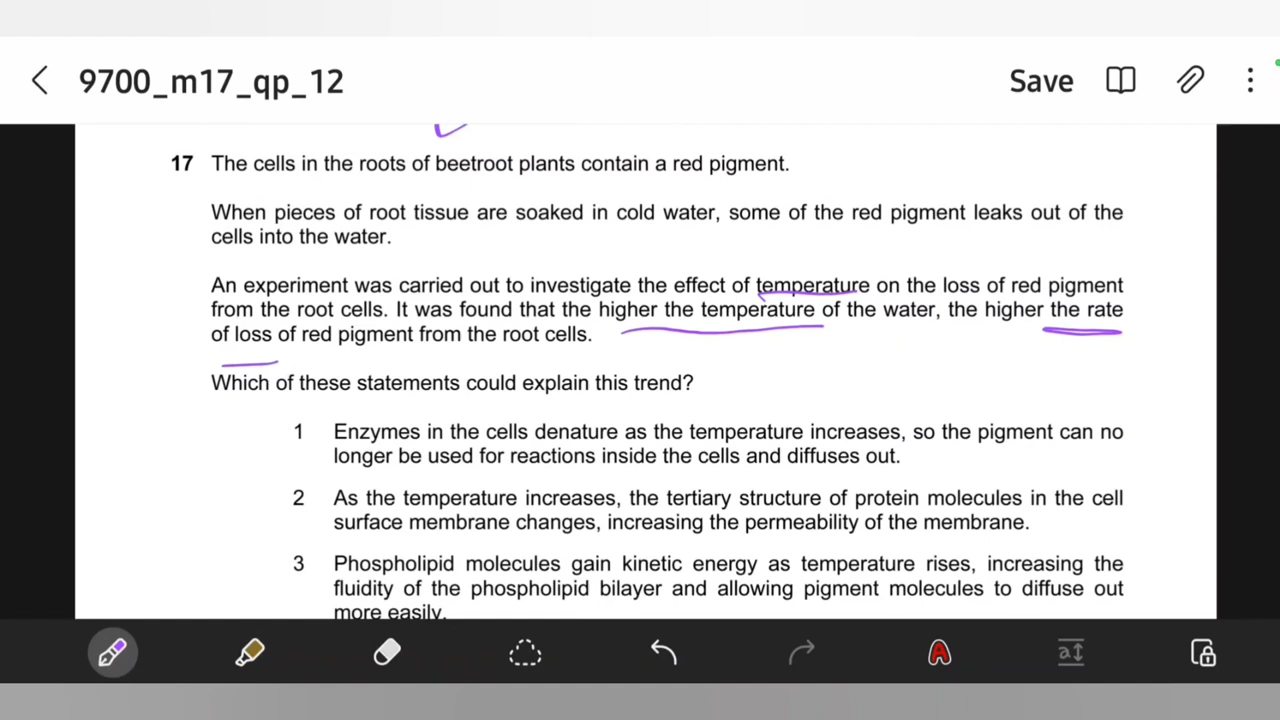 9700_m17_qp_12
Save
17 The cells in the roots of beetroot plants contain a red pigment.
When pieces of root tissue are soaked in cold water, some of the red pigment leaks out of the
cells into the water.
An experiment was carried out to investigate the effect of temperature on the loss of red pigment
from the root cells. It was found that the higher the temperature of the water, the higher the rate
of loss of red pigment from the root cells.
Which of these statements could explain this trend?
1 Enzymes in the cells denature as the temperature increases, so the pigment can no
longer be used for reactions inside the cells and diffuses out.
2 As the temperature increases, the tertiary structure of protein molecules in the cell
surface membrane changes, increasing the permeability of the membrane.
3 Phospholipid molecules gain kinetic energy as temperature rises, increasing the
fluidity of the phospholipid bilayer and allowing pigment molecules to diffuse out
more easily.
A
a